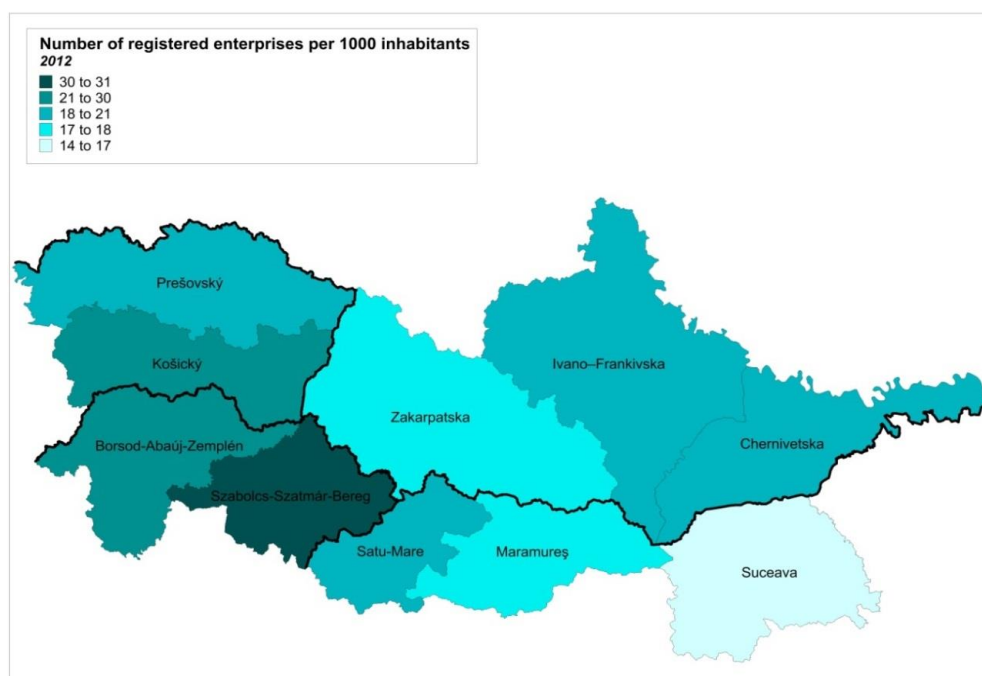 Number of registered enterprises per 1000 inhabitants
2012
30 to 31
21 to 30
18 to 21
17 to 18
14 to 17
Prešovský
Košický
Ivano–Frankivska
Zakarpatska
Borsod-Abaúj-Zemplén
Chernivetska
Szabolcs-Szatmár-Bereg
Satu-Mare
Maramureş
Suceava